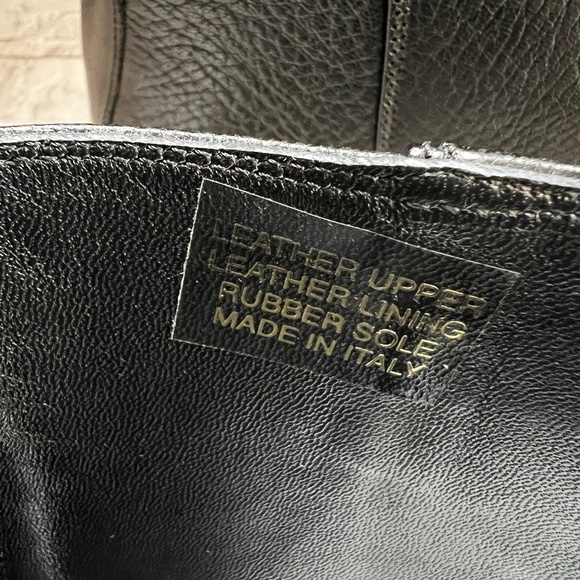 LEATHER UPPER
LEATHER LINING
RUBBER SOLE
MADE IN ITALY